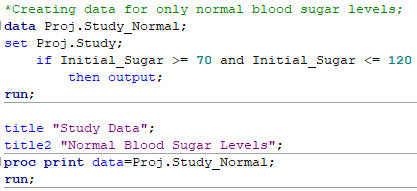 *Creating data for only normal blood sugar levels;
data Proj.Study_Normal;
set Proj.Study;
if Initial_Sugar >= 70 and Initial_Sugar <= 120
then output;
run;
title "Study Data";
title2 "Normal Blood Sugar Levels";
proc print data=Proj.Study_Normal;
run;